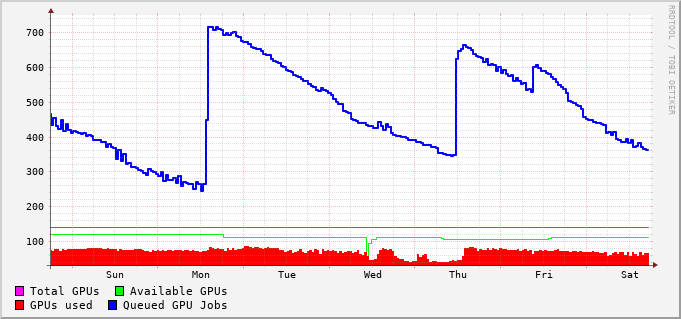 RRDTOOL / TOBI OETIKER
700
600
500
400
300
200
100
Sun Mon Tue Wed Thu Fri Sat
Total GPUs Available GPUs
GPUs used Queued GPU Jobs